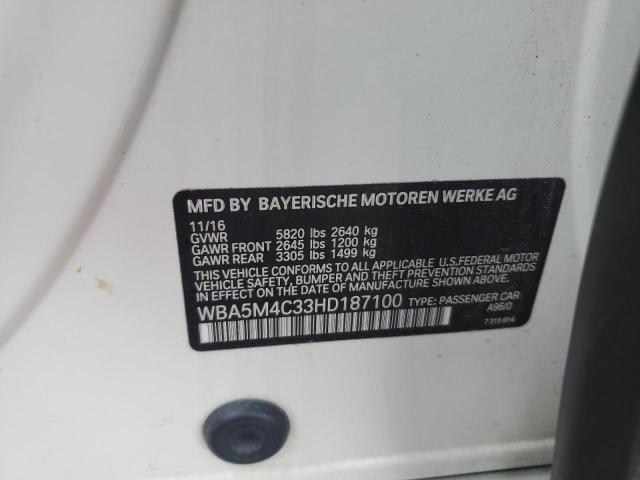 MFD BY BAYERISCHE MOTOREN WERKE AG
11/16
GVWR 5820 lbs 2640 kg
GAWR FRONT 2645 lbs 1200 kg
GAWR REAR 3305 lbs 1499 kg
THIS VEHICLE CONFORMS TO ALL APPLICABLE U.S.FEDERAL MOTOR
VEHICLE SAFETY, BUMPER AND THEFT PREVENTION STANDARDS
IN EFFECT ON THE DATE OF MANUFACTURE SHOWN ABOVE.
WBA5M4C33HD187100 TYPE: PASSENGER CAR
A96/0